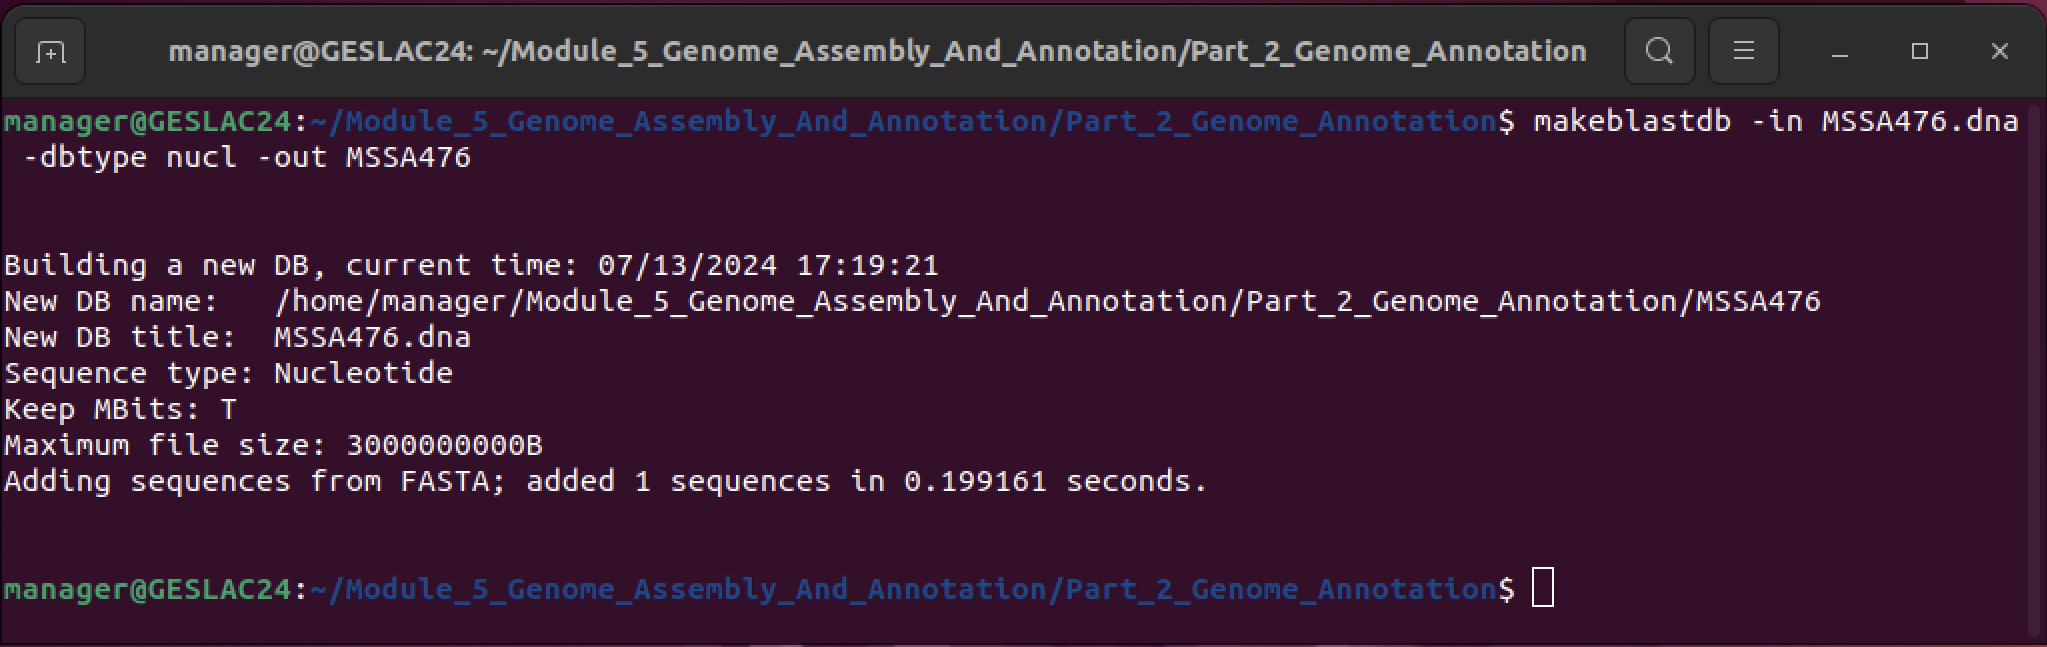 manager@GESLAC24: ~/Module_5_Genome_Assembly_And_Annotation/Part_2_Genome_Annotation
manager@GESLAC24:~/Module_5_Genome_Assembly_And_Annotation/Part_2_Genome_Annotation$ makeblastdb -in MSSA476.dna
 -dbtype nucl -out MSSA476
Building a new DB, current time: 07/13/2024 17:19:21
New DB name:   /home/manager/Module_5_Genome_Assembly_And_Annotation/Part_2_Genome_Annotation/MSSA476
New DB title:  MSSA476.dna
Sequence type: Nucleotide
Keep MBits: T
Maximum file size: 3000000000B
Adding sequences from FASTA; added 1 sequences in 0.199161 seconds.
manager@GESLAC24:~/Module_5_Genome_Assembly_And_Annotation/Part_2_Genome_Annotation$